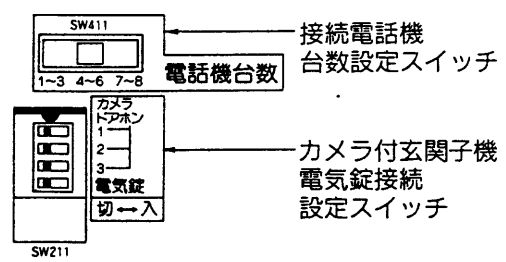 SW411
1~3 4~6 7~8
電話機台数
接続電話機
台数設定スイッチ
カメラ
ドアホン
1
2
3
電気錠
切↔入
カメラ付玄関子機
電気錠接続
設定スイッチ
SW211